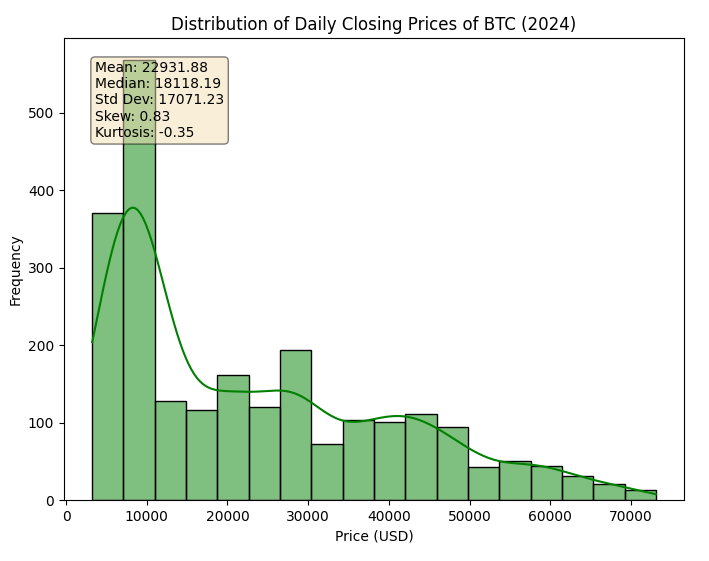 Distribution of Daily Closing Prices of BTC (2024)
Mean: 22931.88
Median: 18118.19
Std Dev: 17071.23
Skew: 0.83
Kurtosis: -0.35
500
400
300
200
100
0
Frequency
0 10000 20000 30000 40000 50000 60000 70000
Price (USD)